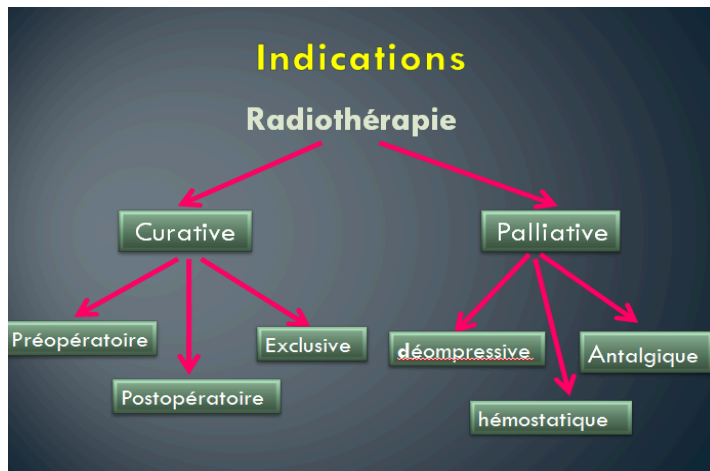 Indications
Radiothérapie
Curative
Palliative
Préopératoire
Postopératoire
Exclusive
déompressive
hémostatique
Antalgique